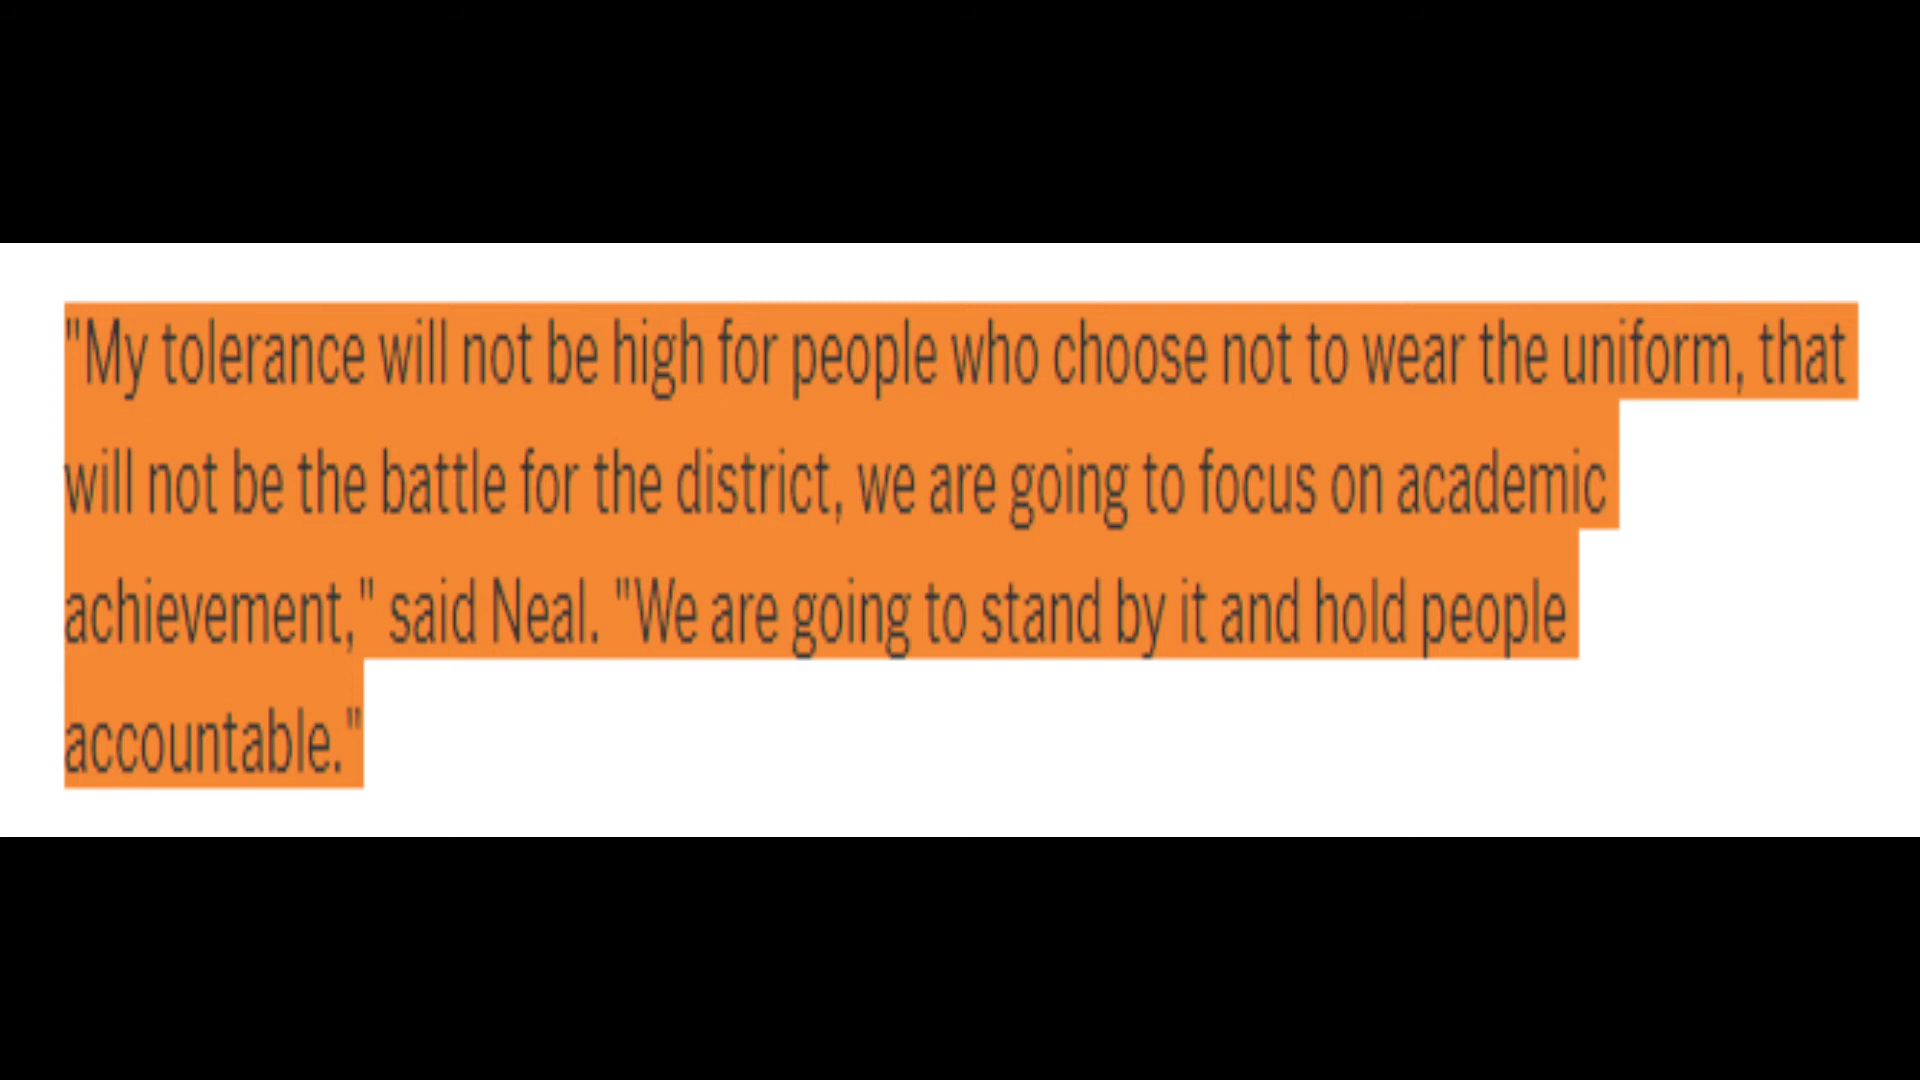 "My tolerance will not be high for people who choose not to wear the uniform, that
will not be the battle for the district, we are going to focus on academic
achievement," said Neal. "We are going to stand by it and hold people
accountable."